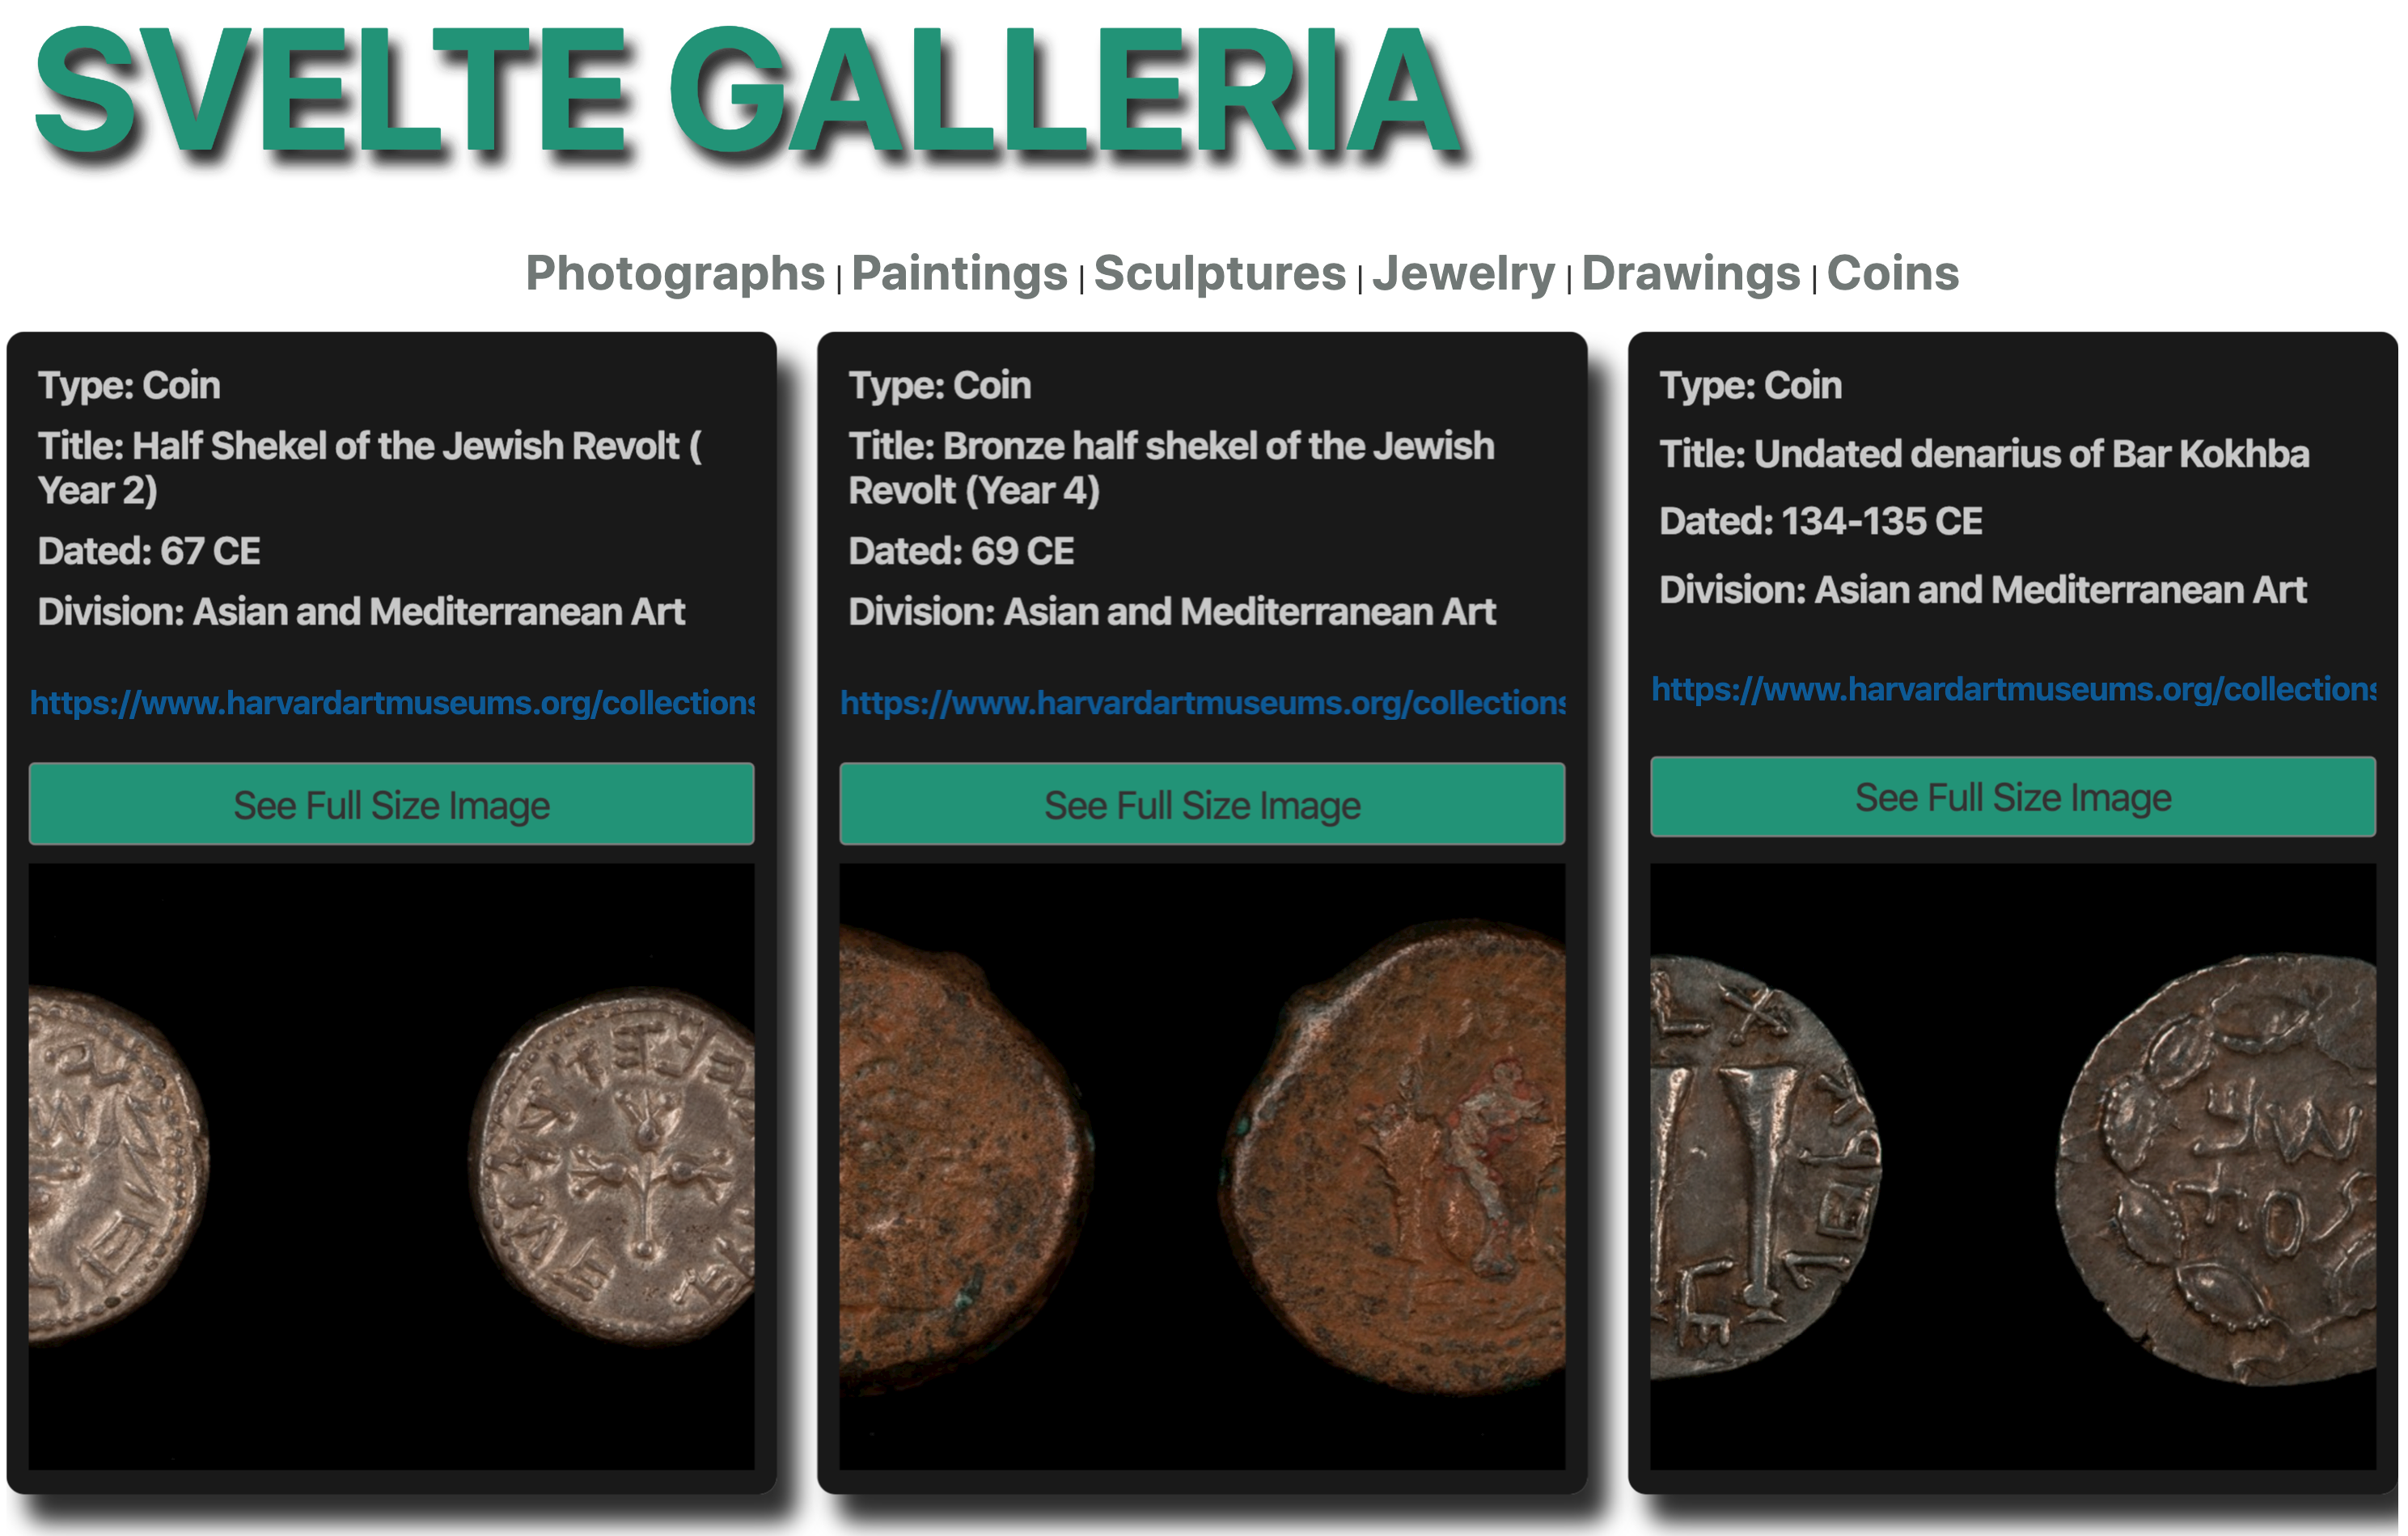 SVELTE GALLERIA
Photographs | Paintings | Sculptures | Jewelry | Drawings | Coins
Type: Coin
Title: Half Shekel of the Jewish Revolt (
Year 2)
Dated: 67 CE
Division: Asian and Mediterranean Art
https://www.harvardartmuseums.org/collections
See Full Size Image
Type: Coin
Title: Bronze half shekel of the Jewish
Revolt (Year 4)
Dated: 69 CE
Division: Asian and Mediterranean Art
https://www.harvardartmuseums.org/collections
See Full Size Image
Type: Coin
Title: Undated denarius of Bar Kokhba
Dated: 134-135 CE
Division: Asian and Mediterranean Art
https://www.harvardartmuseums.org/collections
See Full Size Image